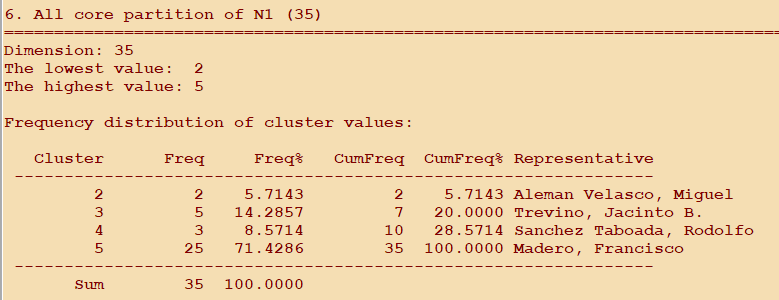 6. All core partition of N1 (35)
==============================================================================
Dimension: 35
The lowest value:  2
The highest value: 5
Frequency distribution of cluster values:
   Cluster      Freq     Freq%   CumFreq  CumFreq% Representative
 ----------------------------------------------------------------
         2         2    5.7143         2    5.7143 Aleman Velasco, Miguel
         3         5   14.2857         7   20.0000 Trevino, Jacinto B.
         4         3    8.5714        10   28.5714 Sanchez Taboada, Rodolfo
         5        25   71.4286        35  100.0000 Madero, Francisco
 ----------------------------------------------------------------
       Sum        35  100.0000